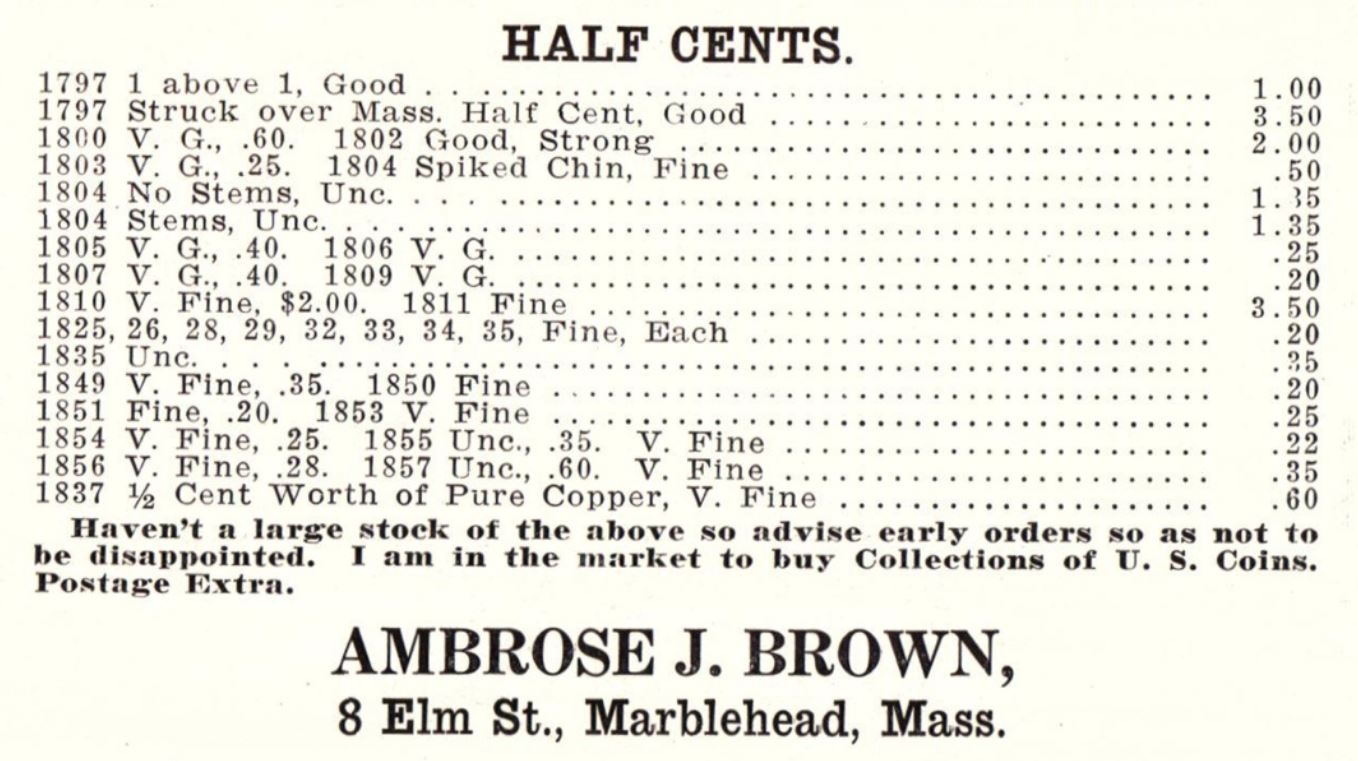 HALF CENTS.
1797 1 above 1, Good . . . . . . . . . . . . . . . . . . . . . . . . . . . . . . 1.00
1797 Struck over Mass. Half Cent, Good . . . . . . . . . . . . . . . . 3.50
1800 V. G., .60. 1802 Good, Strong . . . . . . . . . . . . . . . . . . . . 2.00
1803 V. G., .25. 1804 Spiked Chin, Fine . . . . . . . . . . . . . . . . .50
1804 No Stems, Unc. . . . . . . . . . . . . . . . . . . . . . . . . . . . . . 1.35
1804 Stems, Unc. . . . . . . . . . . . . . . . . . . . . . . . . . . . . . . . 1.35
1805 V. G., .40. 1806 V. G. . . . . . . . . . . . . . . . . . . . . . . . . .25
1807 V. G., .40. 1809 V. G. . . . . . . . . . . . . . . . . . . . . . . . . .20
1810 V. Fine, $2.00. 1811 Fine . . . . . . . . . . . . . . . . . . . . . . 3.50
1825, 26, 28, 29, 32, 33, 34, 35, Fine, Each . . . . . . . . . . . . . . . . .20
1835 Unc. . . . . . . . . . . . . . . . . . . . . . . . . . . . . . . . . . . . .35
1849 V. Fine, .35. 1850 Fine . . . . . . . . . . . . . . . . . . . . . . . .20
1851 Fine, .20. 1853 V. Fine . . . . . . . . . . . . . . . . . . . . . . . .25
1854 V. Fine, .25. 1855 Unc., .35. V. Fine . . . . . . . . . . . . . . . .22
1856 V. Fine, .28. 1857 Unc., .60. V. Fine . . . . . . . . . . . . . . . .35
1837 ½ Cent Worth of Pure Copper, V. Fine . . . . . . . . . . . . . .60
Haven't a large stock of the above so advise early orders so as not to
be disappointed. I am in the market to buy Collections of U. S. Coins.
Postage Extra.
AMBROSE J. BROWN,
8 Elm St., Marblehead, Mass.